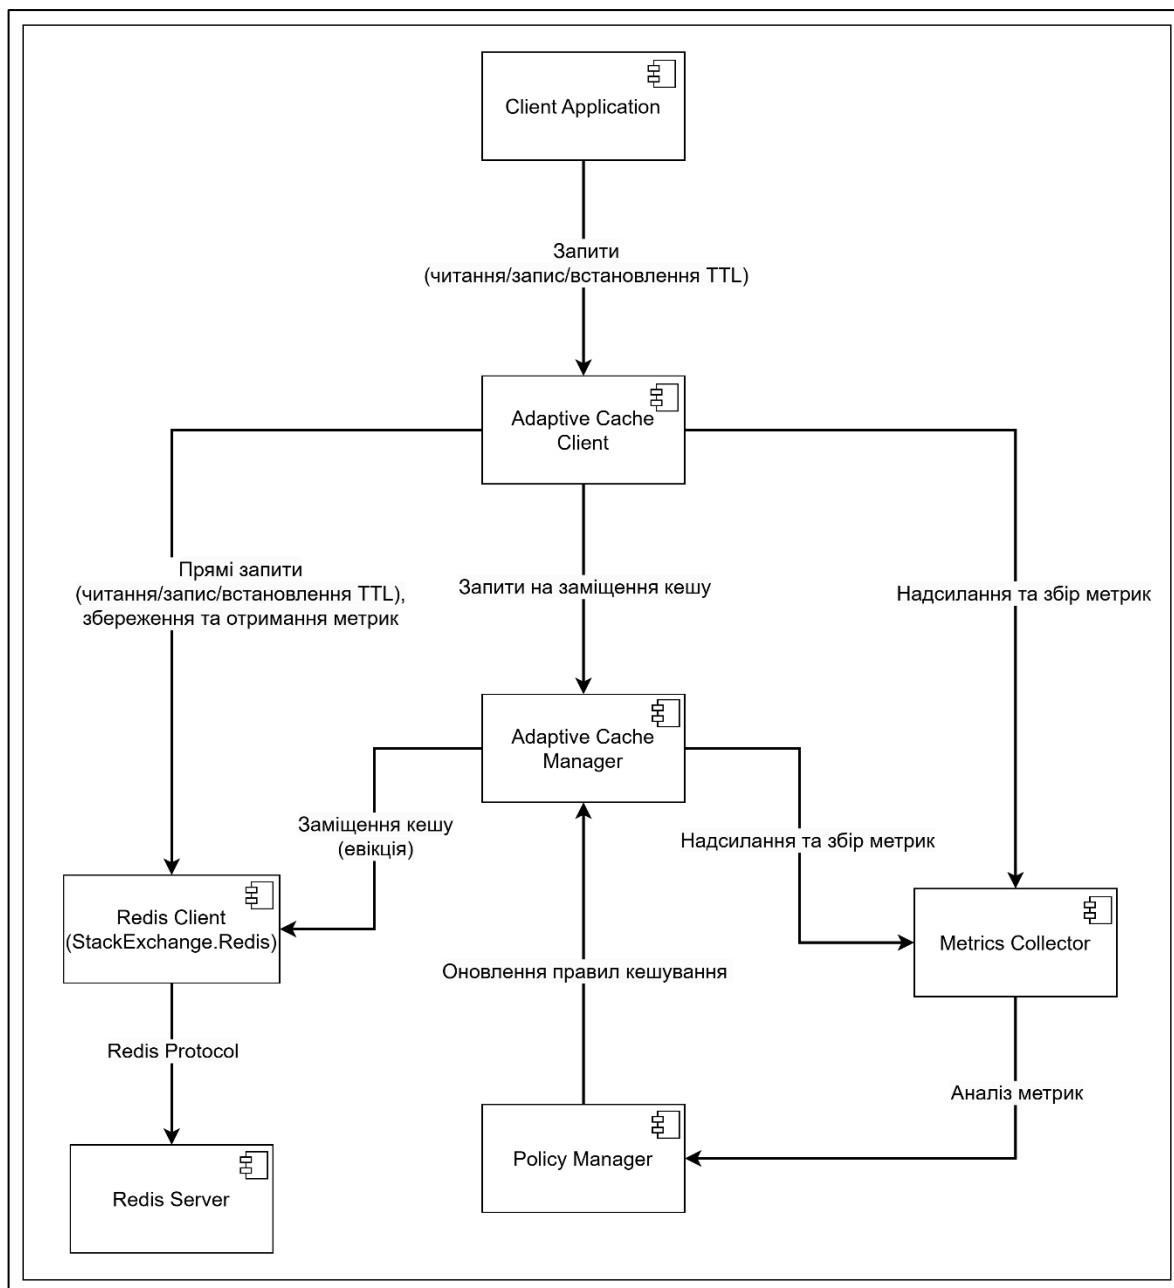 Client Application
Запити
(читання/запис/встановлення TTL)
Adaptive Cache
Client
Прямі запити
(читання/запис/встановлення TTL),
збереження та отримання метрик
Запити на заміщення кешу
Надсилання та збір метрик
Adaptive Cache
Manager
Заміщення кешу
(евікція)
Надсилання та збір метрик
Redis Client
(StackExchange.Redis)
Metrics Collector
Оновлення правил кешування
Redis Protocol
Аналіз метрик
Policy Manager
Redis Server